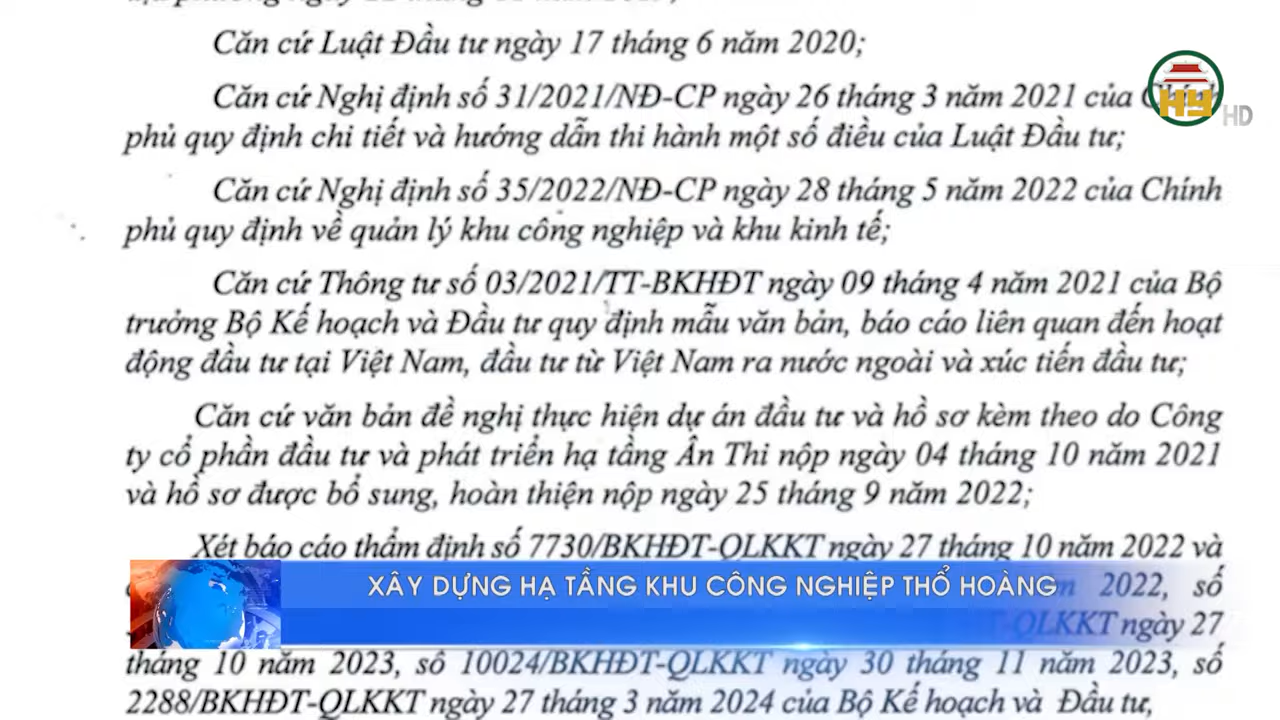 Căn cứ Luật Đầu tư ngày 17 tháng 6 năm 2020;
Căn cứ Nghị định số 31/2021/NĐ-CP ngày 26 tháng 3 năm 2021 của Chính
phủ quy định chi tiết và hướng dẫn thi hành một số điều của Luật Đầu tư;
HY HD
Căn cứ Nghị định số 35/2022/NĐ-CP ngày 28 tháng 5 năm 2022 của Chính
phủ quy định về quản lý khu công nghiệp và khu kinh tế;
Căn cứ Thông tư số 03/2021/TT-BKHĐT ngày 09 tháng 4 năm 2021 của Bộ
trưởng Bộ Kế hoạch và Đầu tư quy định mẫu văn bản, báo cáo liên quan đến hoạt
động đầu tư tại Việt Nam, đầu tư từ Việt Nam ra nước ngoài và xúc tiến đầu tư;
Căn cứ văn bản đề nghị thực hiện dự án đầu tư và hồ sơ kèm theo do Công
ty cổ phần đầu tư và phát triển hạ tầng Ân Thi nộp ngày 04 tháng 10 năm 2021
và hồ sơ được bổ sung, hoàn thiện nộp ngày 25 tháng 9 năm 2022;
Xét báo cáo thẩm định số 7730/BKHĐT-QLKKT ngày 27 tháng 10 năm 2022 và
2022, số
XÂY DỰNG HẠ TẦNG KHU CÔNG NGHIỆP THỔ HOÀNG
QLKKT ngày 27
tháng 10 năm 2023, số 10024/BKHĐT-QLKKT ngày 30 tháng 11 năm 2023, số
2288/BKHĐT-QLKKT ngày 27 tháng 3 năm 2024 của Bộ Kế hoạch và Đầu tư,